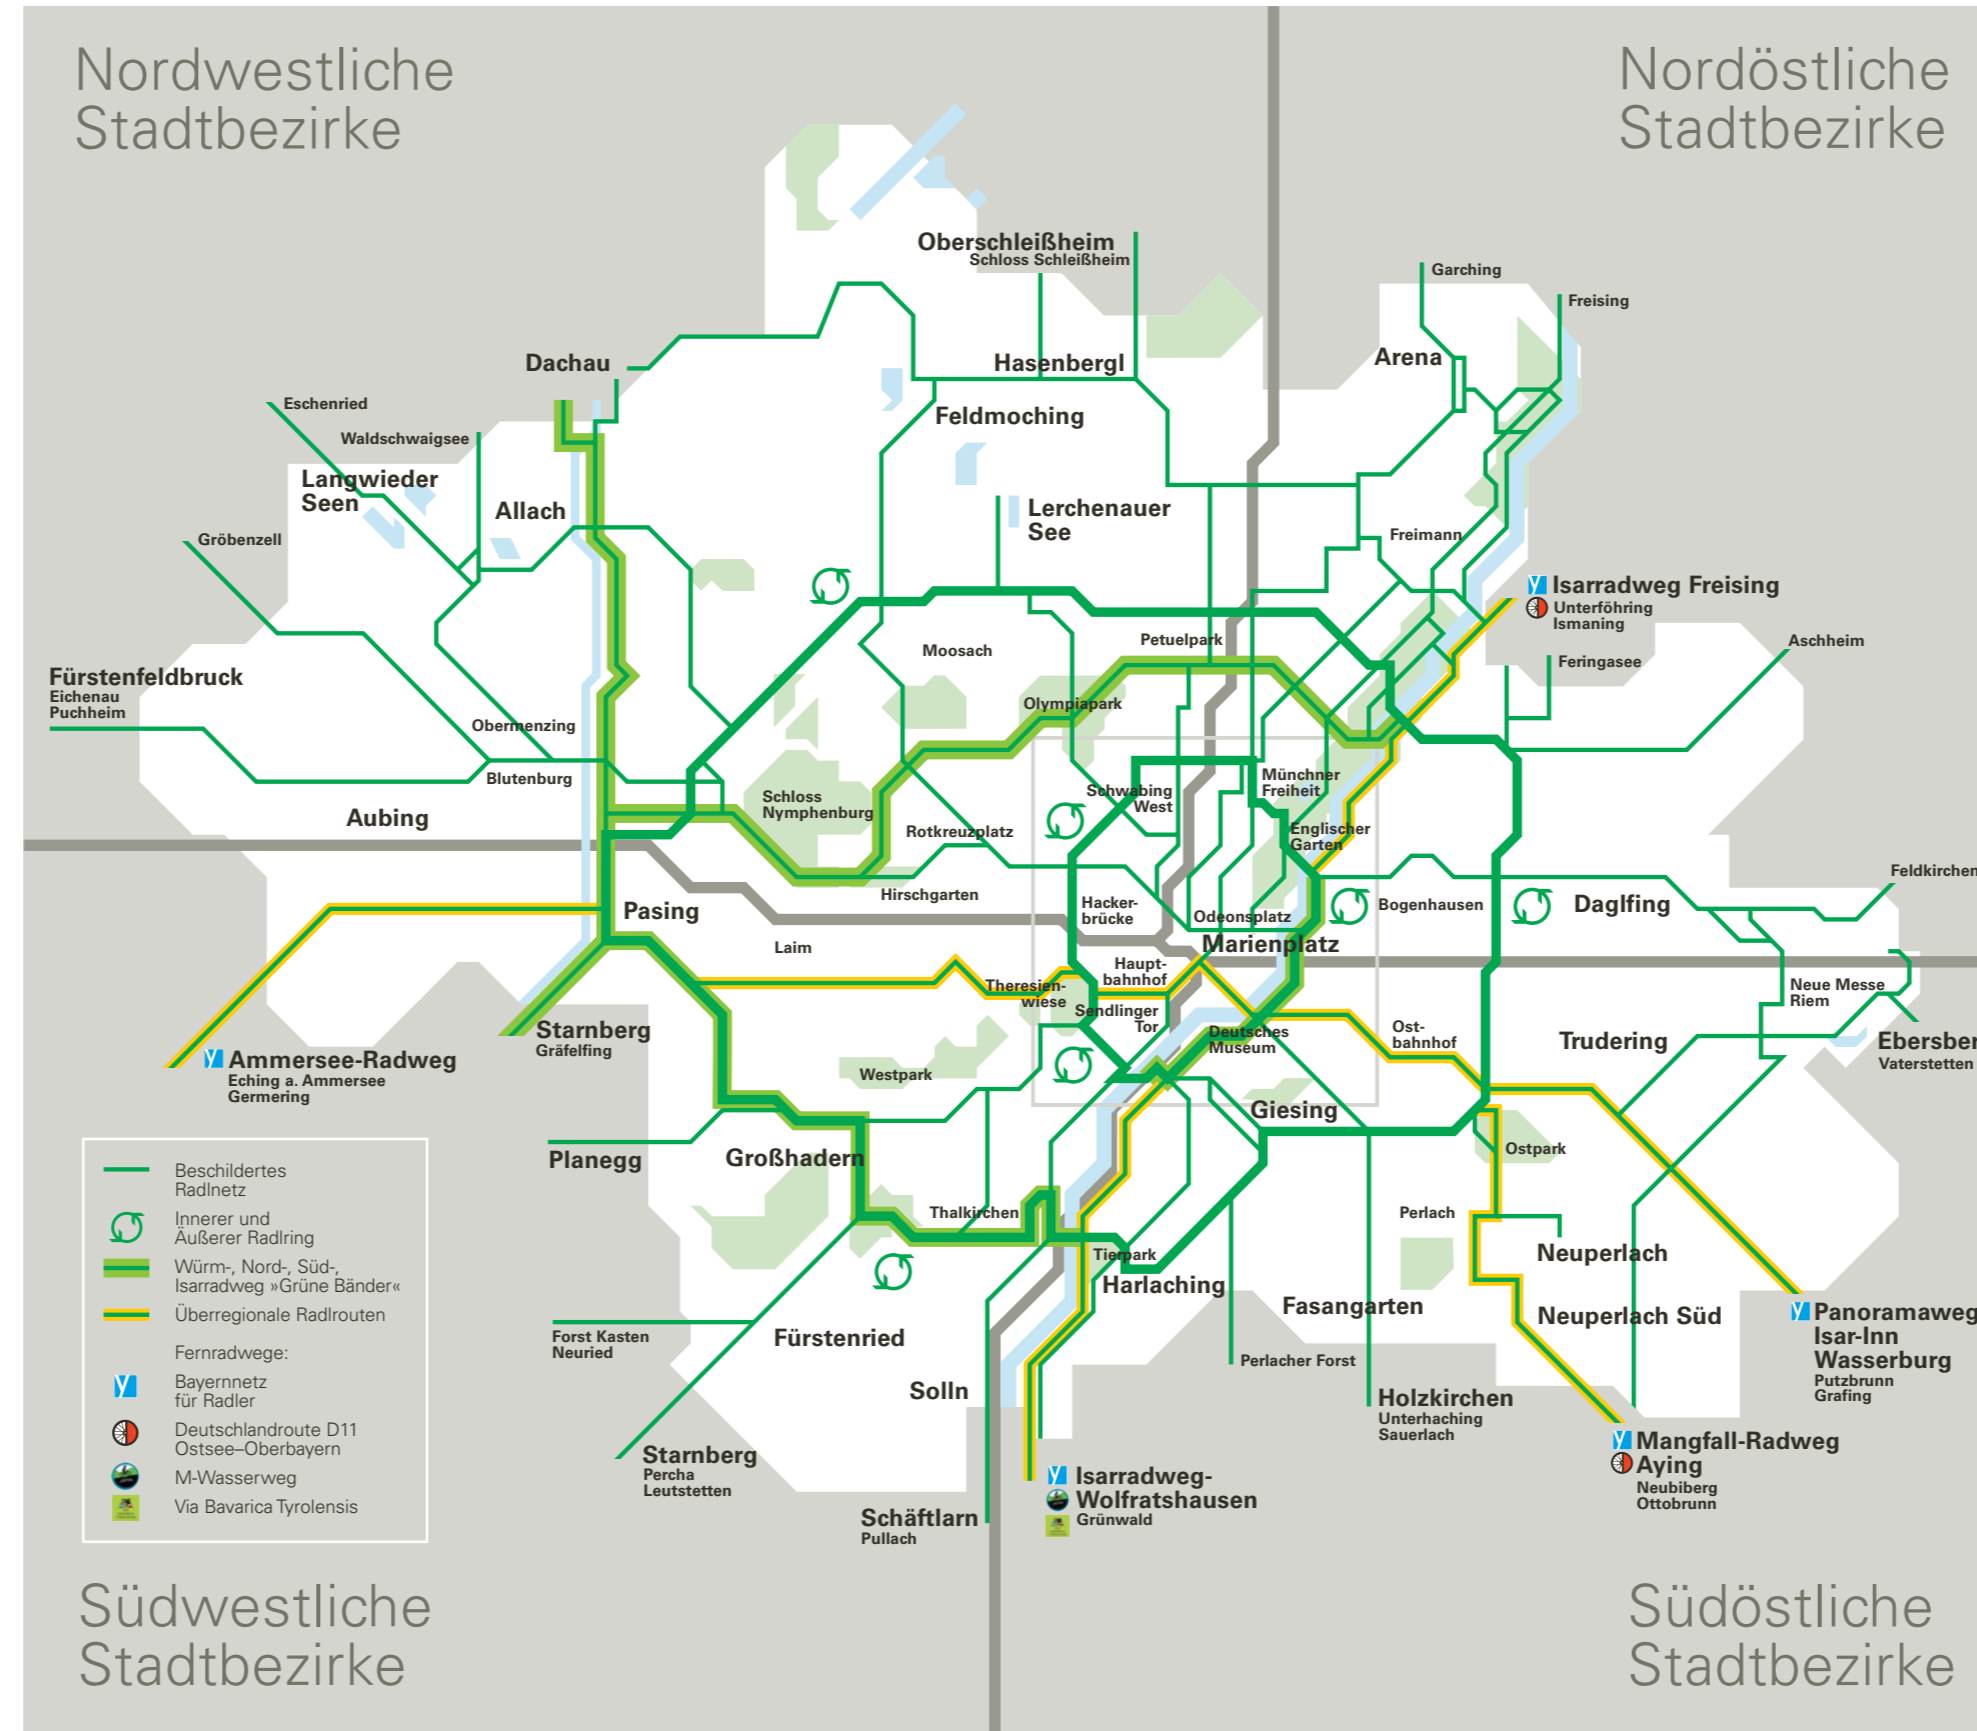 Nordwestliche
Stadtbezirke
Nordöstliche
Stadtbezirke
Oberschleißheim
Schloss Schleißheim
Garching
Freising
Dachau
Hasenbergl
Arena
Eschenried
Feldmoching
Waldschwaigsee
Langwieder
Seen
Allach
Lerchenauer
See
Gröbenzell
Freimann
Isarradweg Freising
Unterföhring
Ismaning
Petuelpark
Aschheim
Moosach
Feringasee
Fürstenfeldbruck
Eichenau
Puchheim
Olympiapark
Obermenzing
Blutenburg
Schwabing
West
Münchner
Freiheit
Schloss
Nymphenburg
Aubing
Rotkreuzplatz
Englischer
Garten
Feldkirchen
Hirschgarten
Pasing
Hacker-
brücke
Odeonsplatz
Bogenhausen
Daglfing
Laim
Marienplatz
Haupt-
bahnhof
Theresien-
wiese
Sendlinger
Tor
Neue Messe
Riem
Starnberg
Gräfelfing
Deutsches
Museum
Ost-
bahnhof
Trudering
Ebersber
Vaterstetten
Ammersee-Radweg
Eching a. Ammersee
Germering
Westpark
Giesing
Ostpark
Planegg
Großhadern
Thalkirchen
Perlach
Tierpark
Neuperlach
Harlaching
Fasangarten
Neuperlach Süd
Panoramaweg
Isar-Inn
Wasserburg
Putzbrunn
Grafing
Forst Kasten
Neuried
Fürstenried
Perlacher Forst
Solln
Holzkirchen
Unterhaching
Sauerlach
Starnberg
Percha
Leutstetten
Mangfall-Radweg
Aying
Neubiberg
Ottobrunn
Isarradweg-
Wolfratshausen
Grünwald
Schäftlarn
Pullach
Beschildertes
Radlnetz
Innerer und
Äußerer Radlring
Würm-, Nord-, Süd-,
Isarradweg »Grüne Bänder«
Überregionale Radlrouten
Fernradwege:
Bayernnetz
für Radler
Deutschlandroute D11
Ostsee–Oberbayern
M-Wasserweg
Via Bavarica Tyrolensis
Südwestliche
Stadtbezirke
Südöstliche
Stadtbezirke